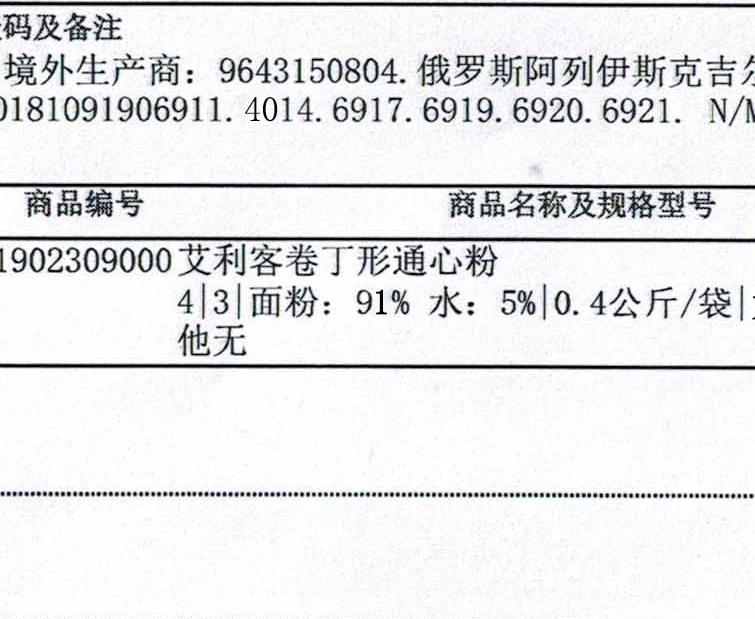 码及备注
境外生产商：9643150804.俄罗斯阿列伊斯克吉尔
0181091906911.4014.6917.6919.6920.6921. N/M
商品编号 商品名称及规格型号
1902309000 艾利客卷丁形通心粉
4|3|面粉：91% 水：5%|0.4公斤/袋|
他无